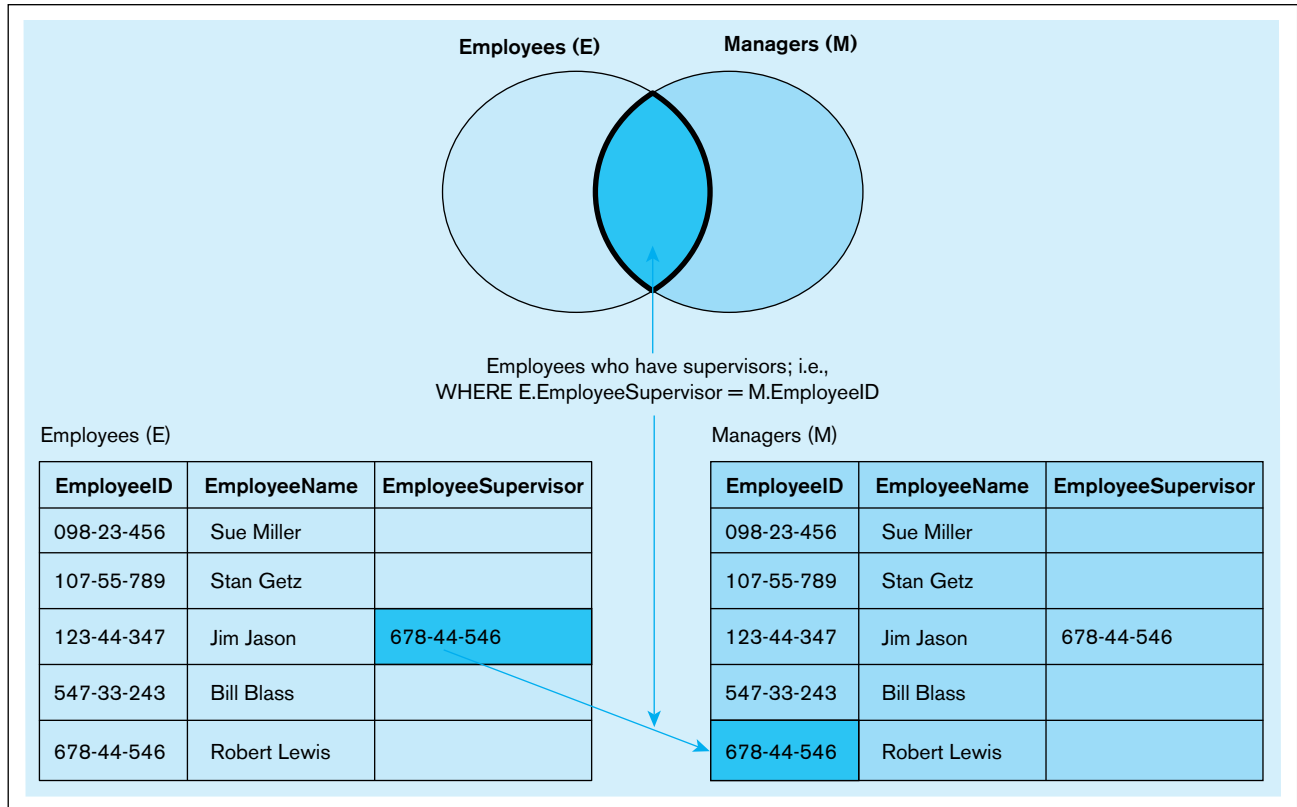 Employees (E) Managers (M)
Employees who have supervisors; i.e.,
WHERE E.EmployeeSupervisor = M.EmployeeID
Employees (E)
EmployeeID EmployeeName EmployeeSupervisor
098-23-456 Sue Miller
107-55-789 Stan Getz
123-44-347 Jim Jason 678-44-546
547-33-243 Bill Blass
678-44-546 Robert Lewis
Managers (M)
EmployeeID EmployeeName EmployeeSupervisor
098-23-456 Sue Miller
107-55-789 Stan Getz
123-44-347 Jim Jason 678-44-546
547-33-243 Bill Blass
678-44-546 Robert Lewis